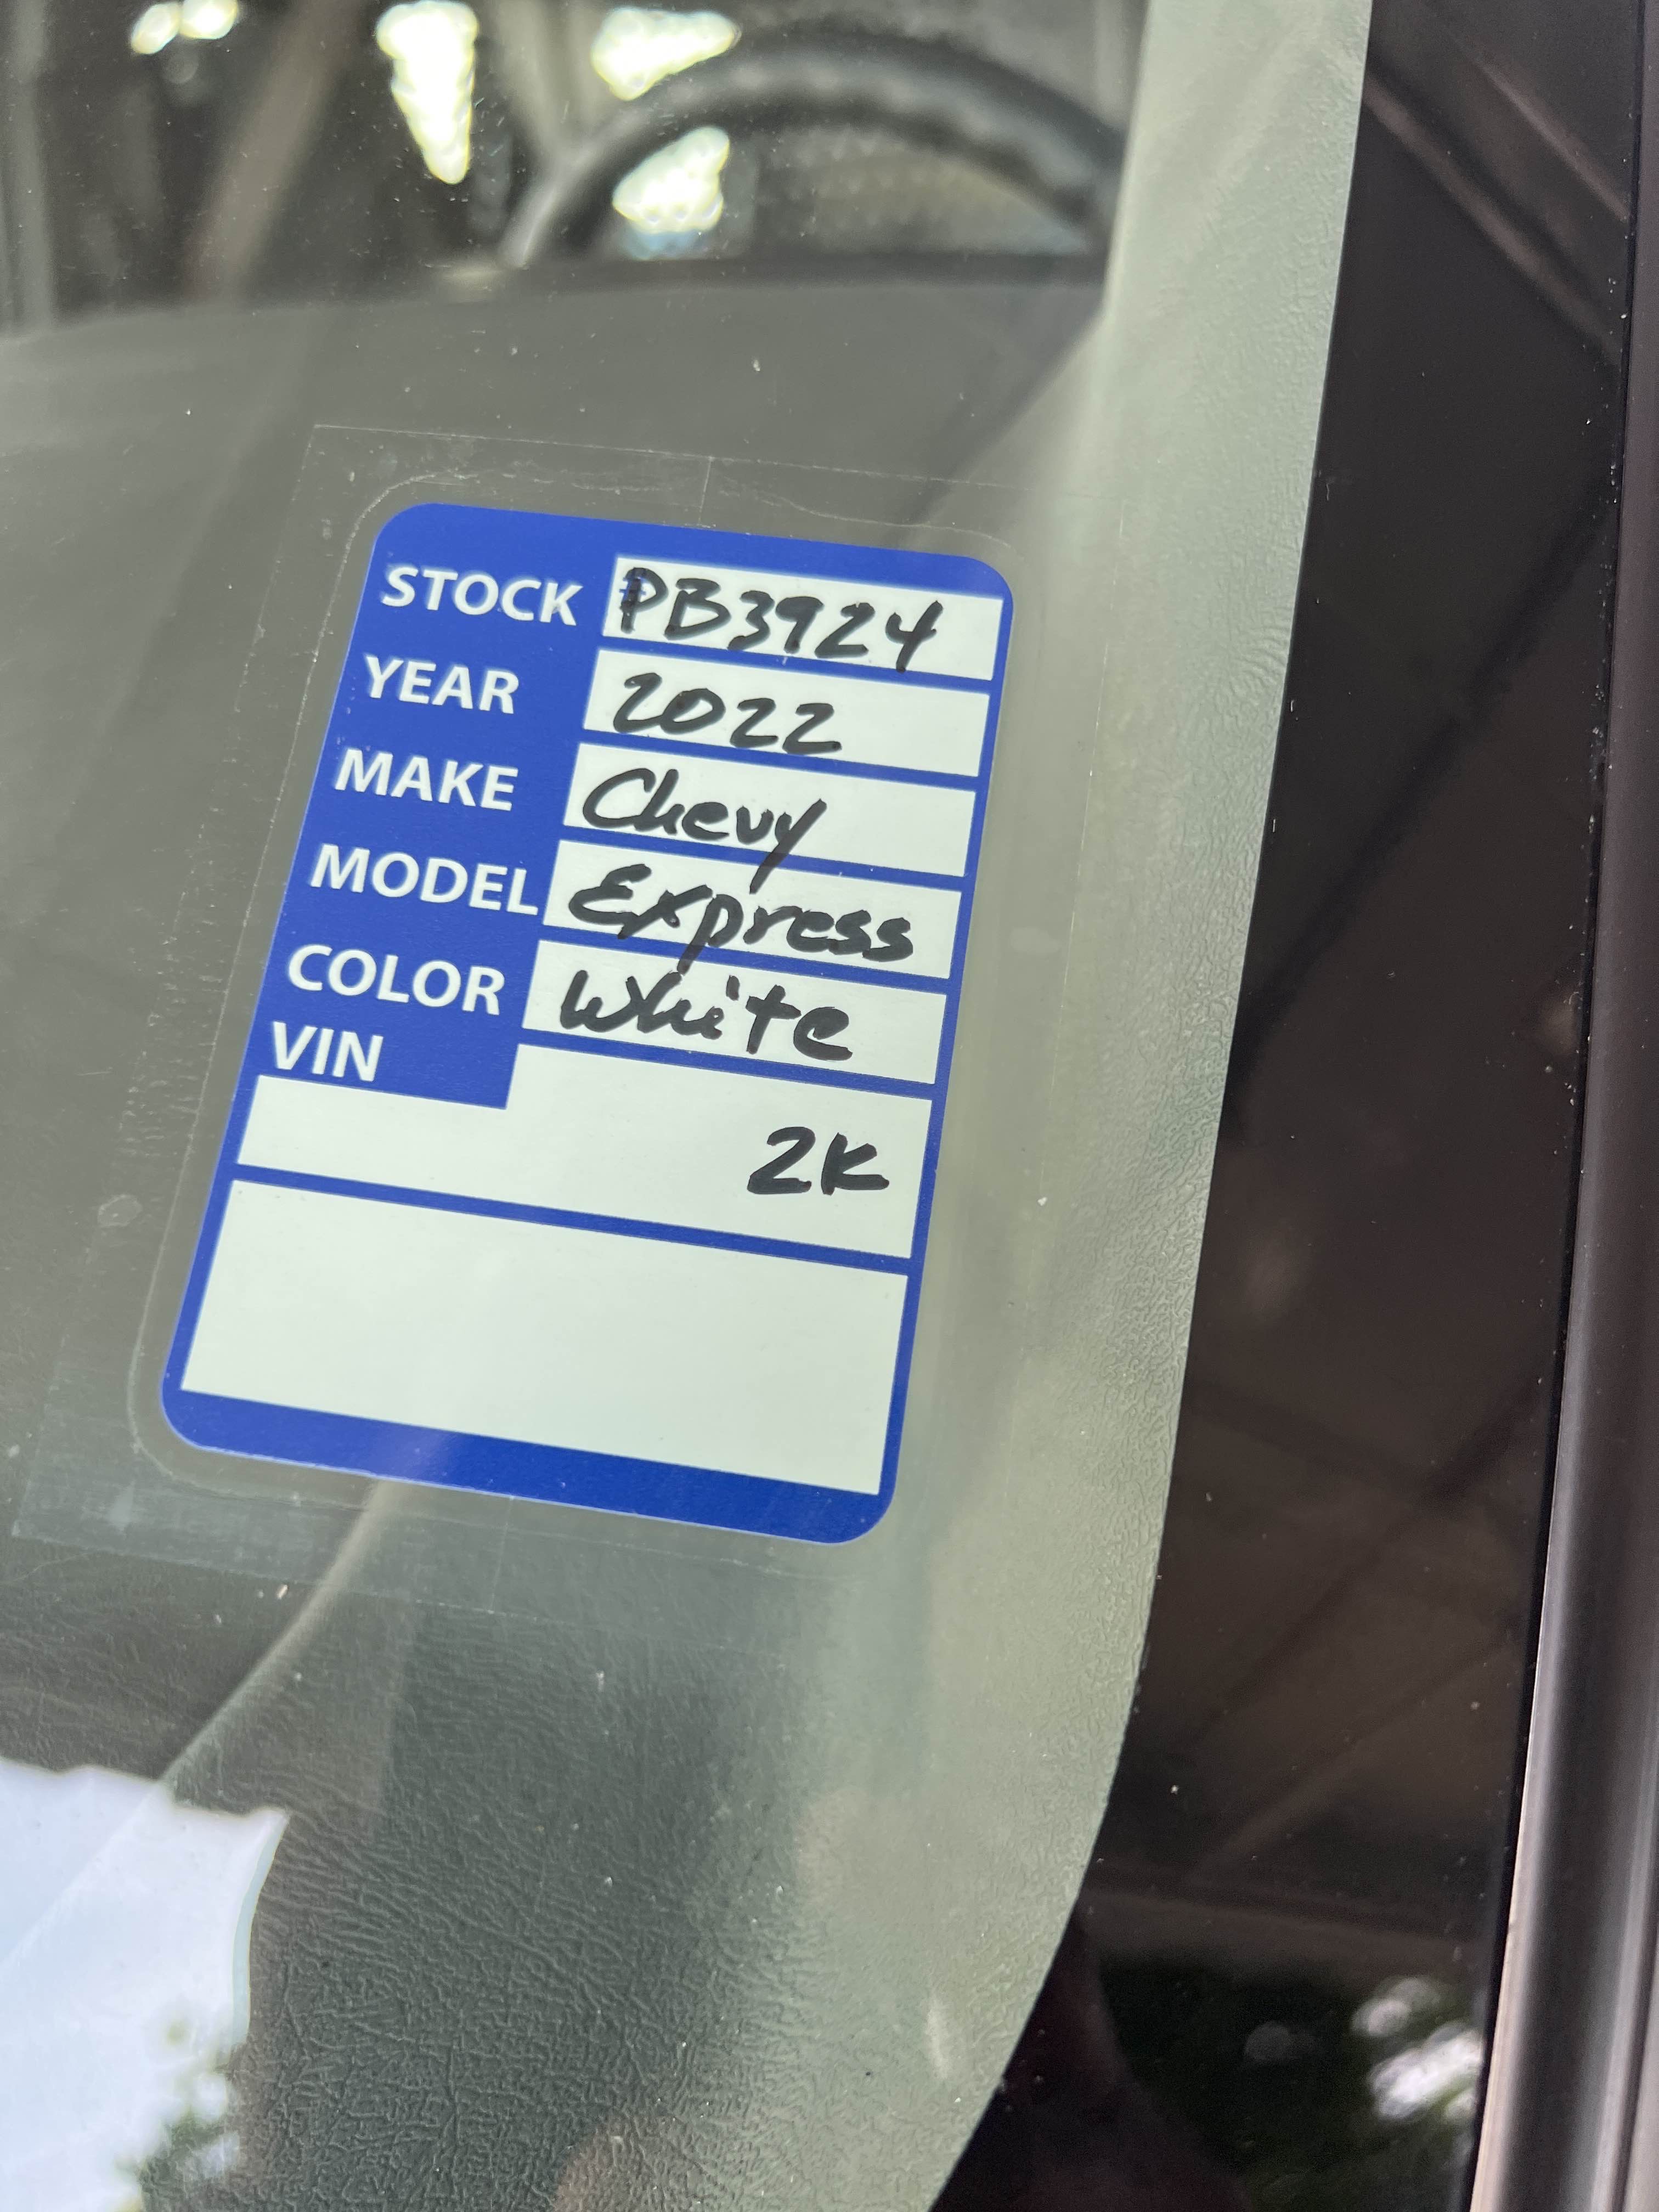 STOCK PB3924
YEAR 2022
MAKE Chevy
MODEL Express
COLOR White
VIN
2K